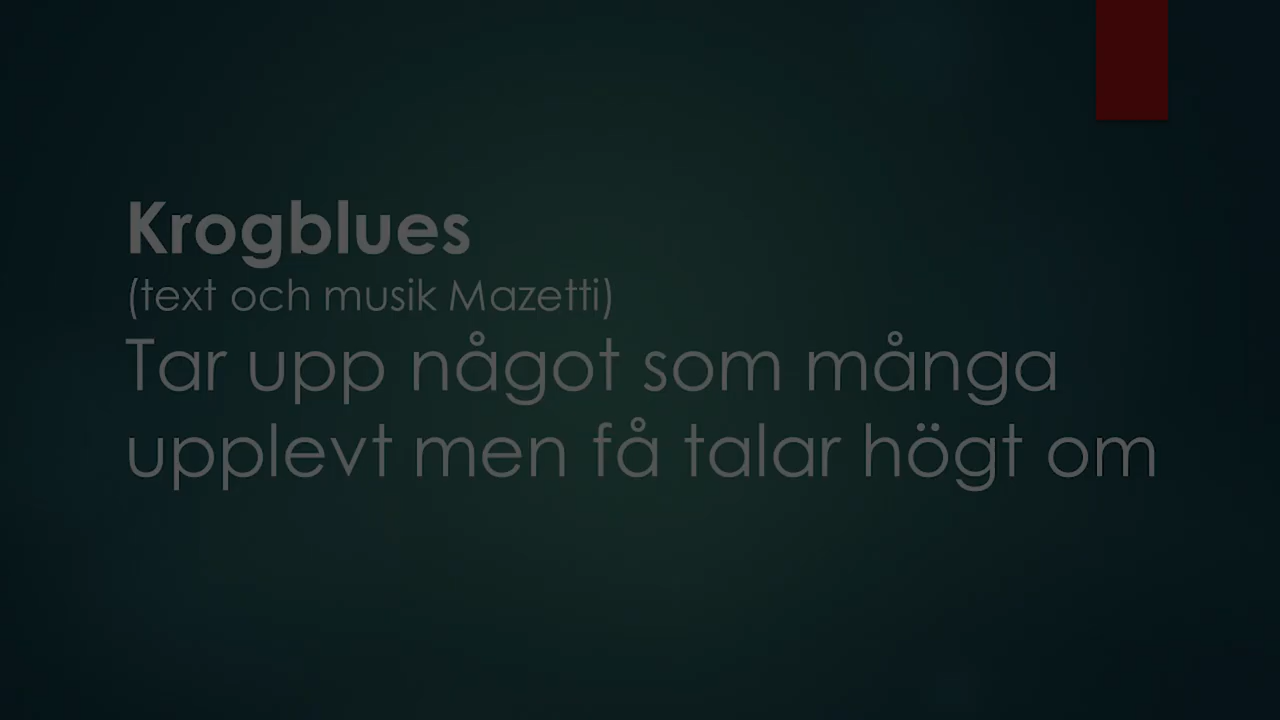 Krogblues
(text och musik Mazetti)
Tar upp något som många
upplevt men få talar högt om